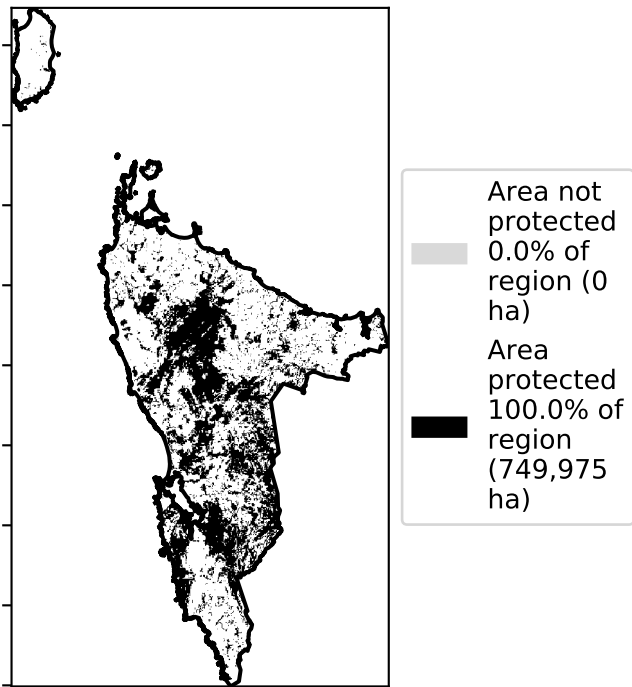 Area not
protected
0.0% of
region (0
ha)
Area
protected
100.0% of
region
(749,975
ha)